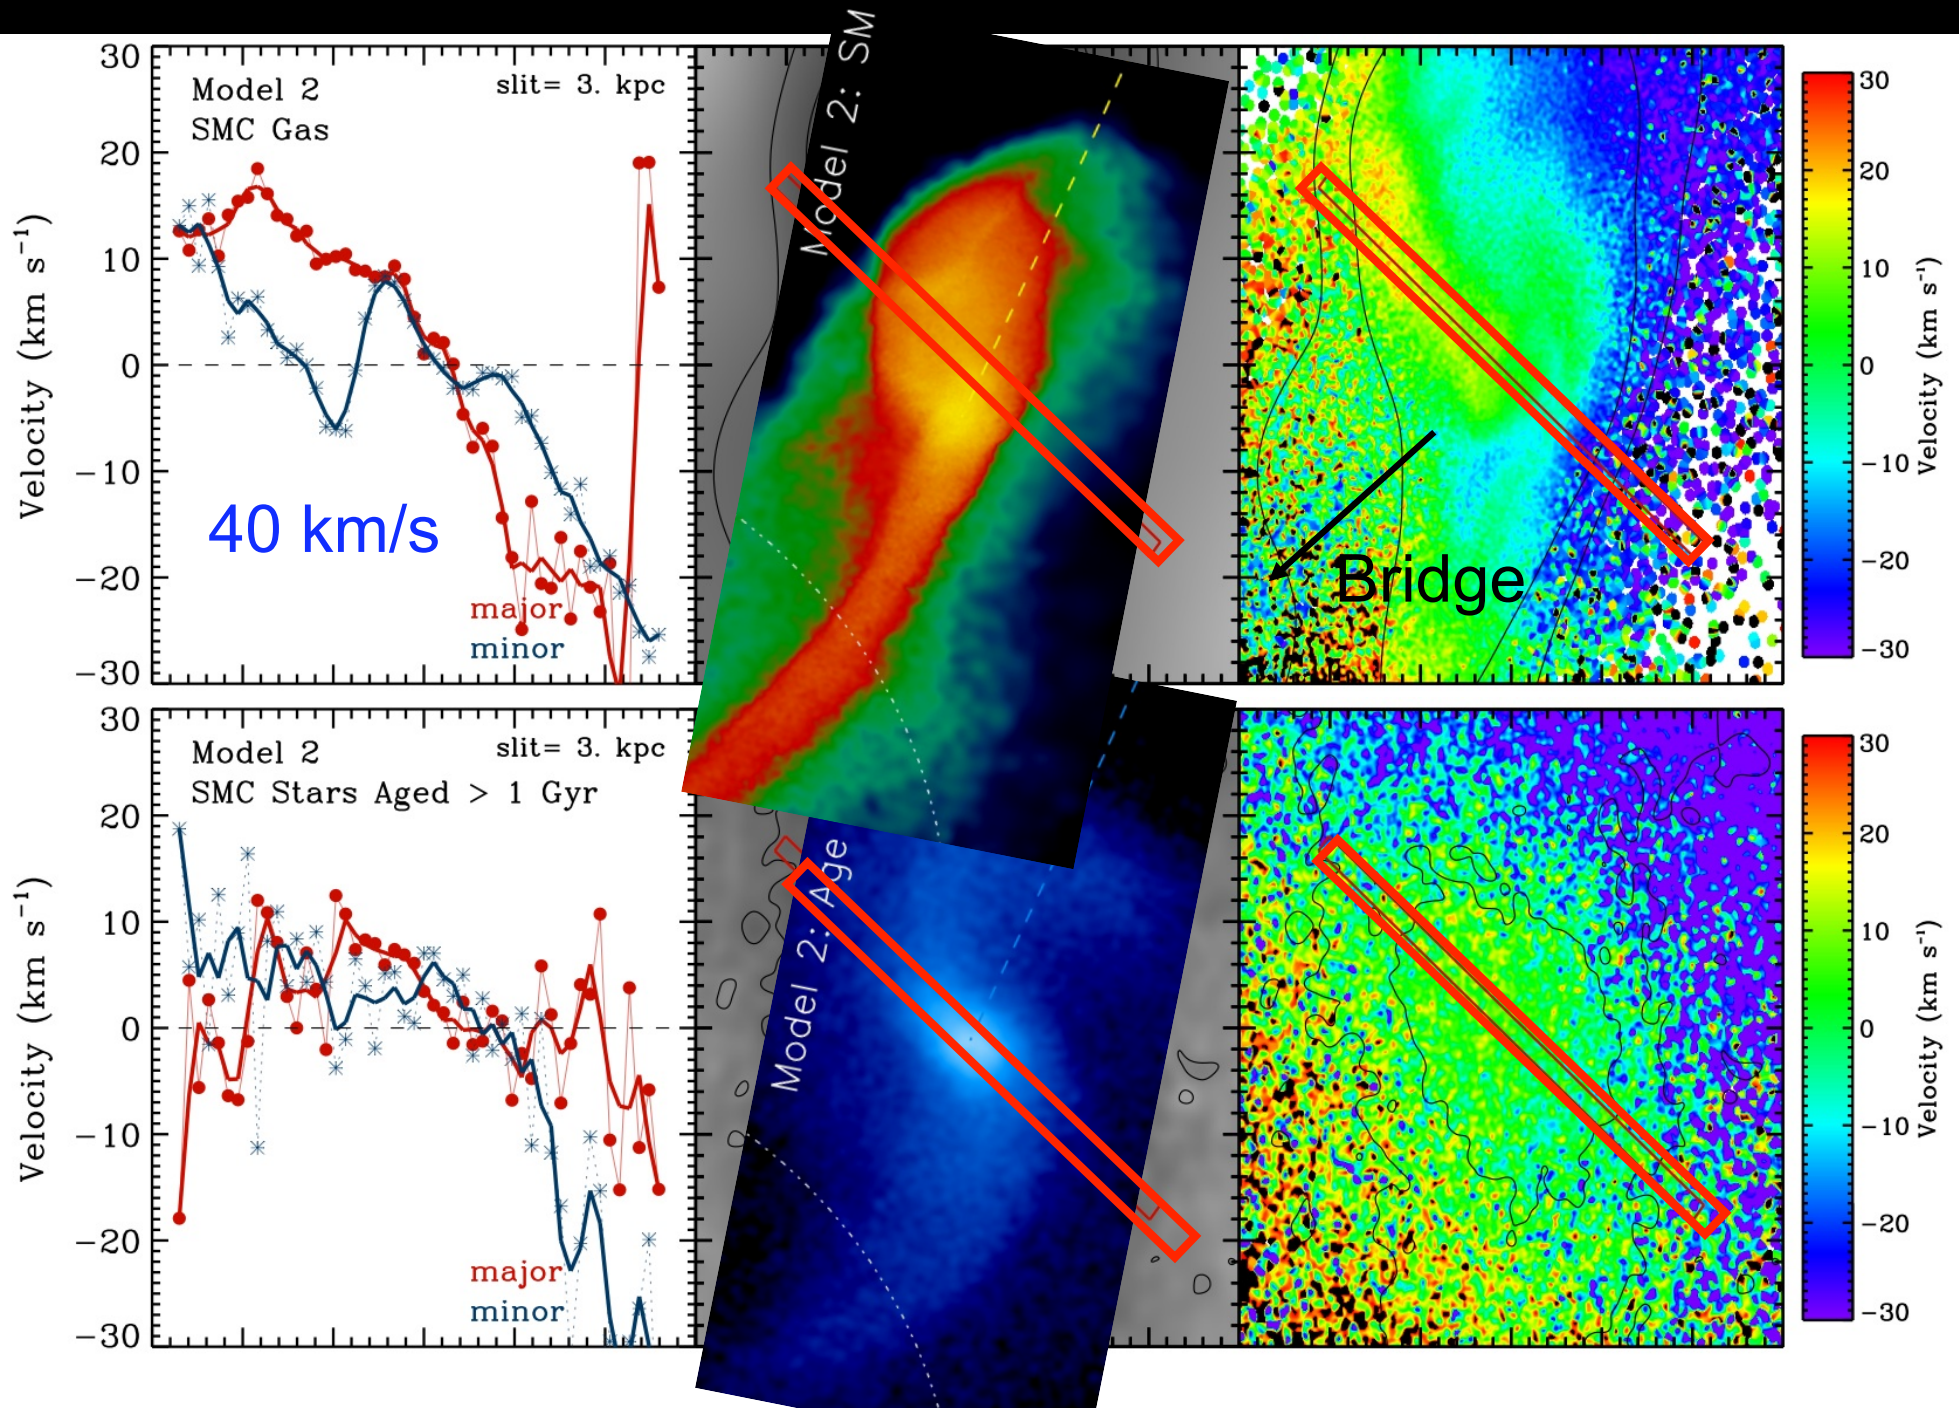 30
20
10
0
−10
−20
−30
Velocity (km s−1)
Model 2
SMC Gas
slit= 3. kpc
40 km/s
major
minor
Model 2: SM
Bridge
30
20
10
0
−10
−20
−30
Velocity (km s−1)
30
20
10
0
−10
−20
−30
Velocity (km s−1)
Model 2
SMC Stars Aged > 1 Gyr
slit= 3. kpc
major
minor
Model 2: Age
30
20
10
0
−10
−20
−30
Velocity (km s−1)